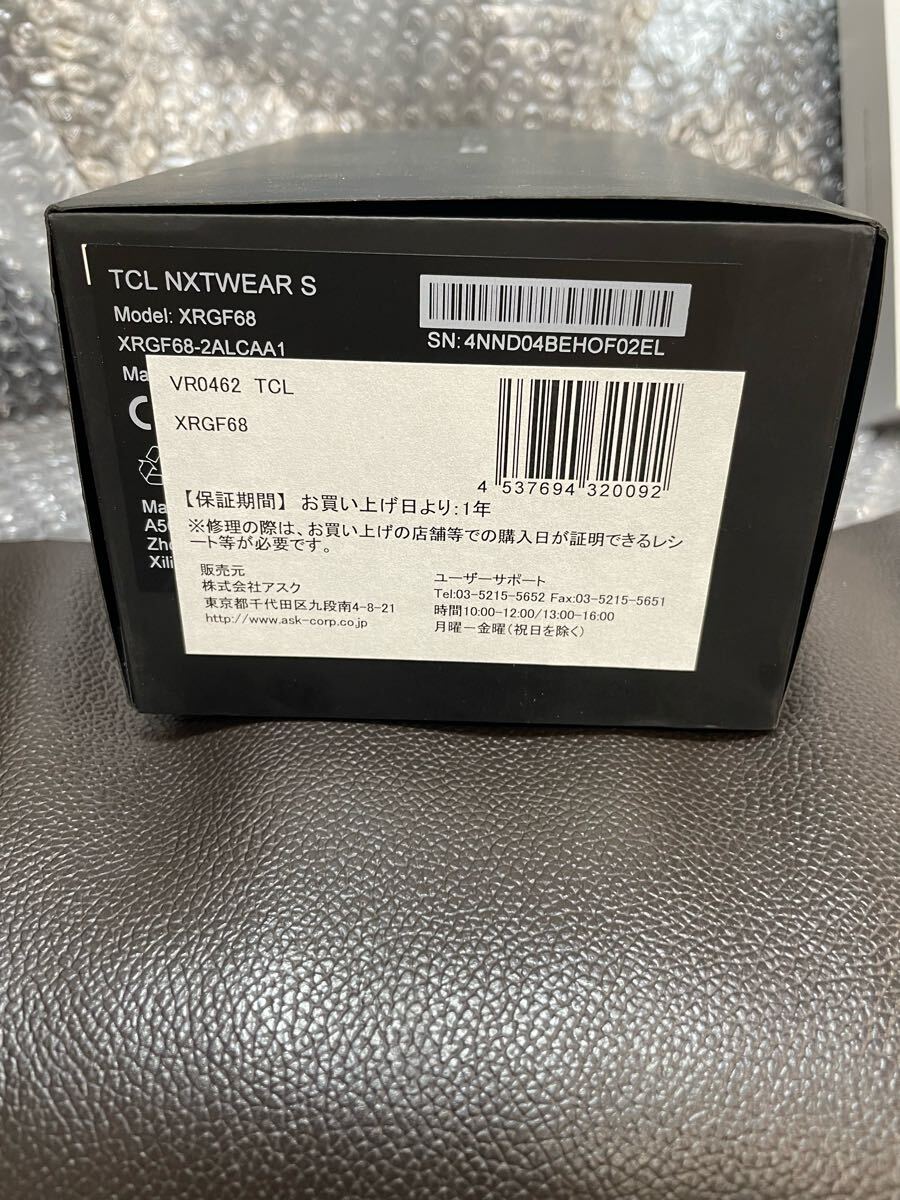 TCL NXTWEAR S
Model: XRGF68
XRGF68-2ALCAA1
SN: 4NND04BEHOF02EL
VR0462 TCL
XRGF68
4 537694 320092
【保証期間】 お買い上げ日より:1年
※修理の際は、お買い上げの店舗等での購入日が証明できるレシ
ート等が必要です。
販売元
株式会社アスク
東京都千代田区九段南4-8-21
http://www.ask-corp.co.jp
ユーザーサポート
Tel:03-5215-5652 Fax:03-5215-5651
時間10:00-12:00/13:00-16:00
月曜ー金曜(祝日を除く)